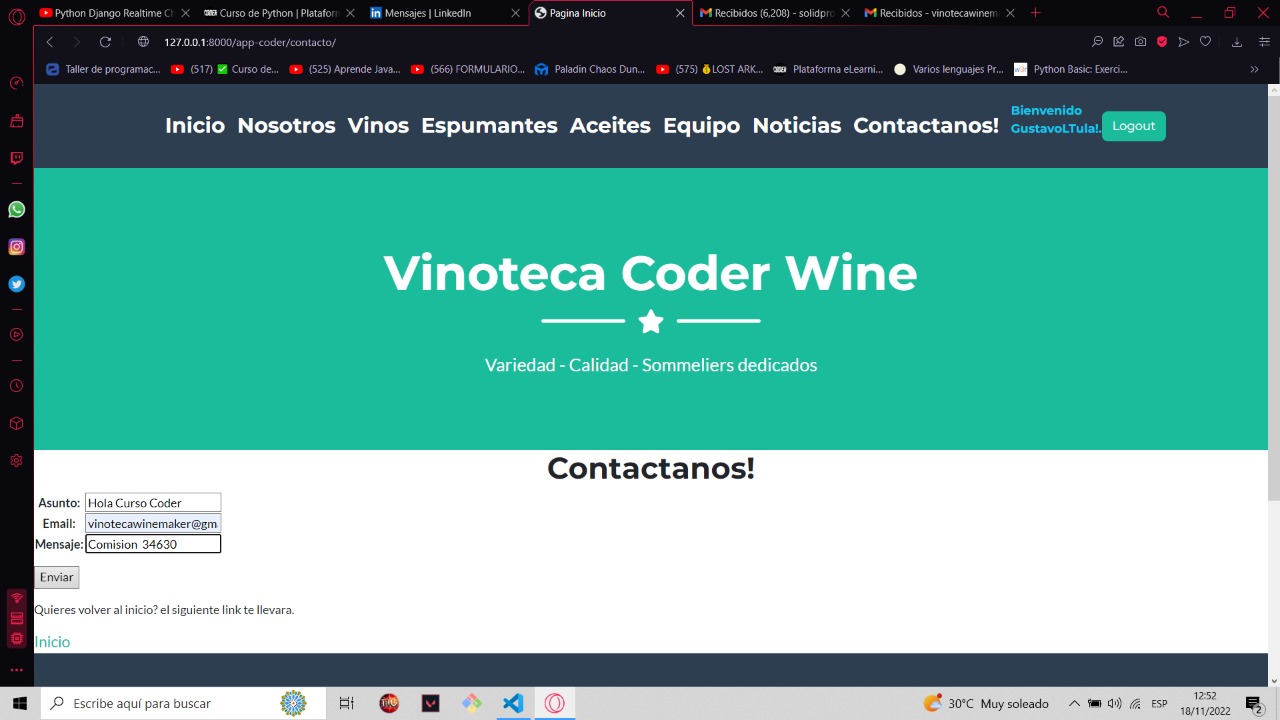 Python Django Realtime Ch
Curso de Python | Plataform
Mensajes | LinkedIn
Pagina Inicio
Recibidos (6,208) - solidpro
Recibidos - vinotecawinema
127.0.0.1:8000/app-coder/contacto/
Taller de programac...
(517) ✅ Curso de...
(525) Aprende Java...
(566) FORMULARIO...
Paladin Chaos Dun...
(575) 💰LOST ARK...
CODER Plataforma eLearni...
Varios lenguajes Pr...
Python Basic: Exerci...
Inicio Nosotros Vinos Espumantes Aceites Equipo Noticias Contactanos!
Bienvenido
GustavoLTula!.
Logout
Vinoteca Coder Wine
Variedad - Calidad - Sommeliers dedicados
Contactanos!
Asunto: Hola Curso Coder
Email: vinotecawinemaker@gm
Mensaje: Comision 34630
Enviar
Quieres volver al inicio? el siguiente link te llevara.
Inicio
Escribe aquí para buscar
30°C Muy soleado
ESP
12:52
18/11/2022
2